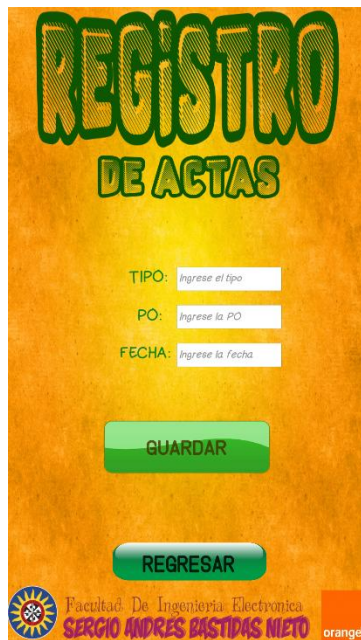 REGISTRO
DE ACTAS
TIPO: Ingrese el tipo
PO: Ingrese la PO
FECHA: Ingrese la fecha
GUARDAR
REGRESAR
Facultad De Ingenieria Electronica
SERGIO ANDRES BASTIDAS NIETO
orange